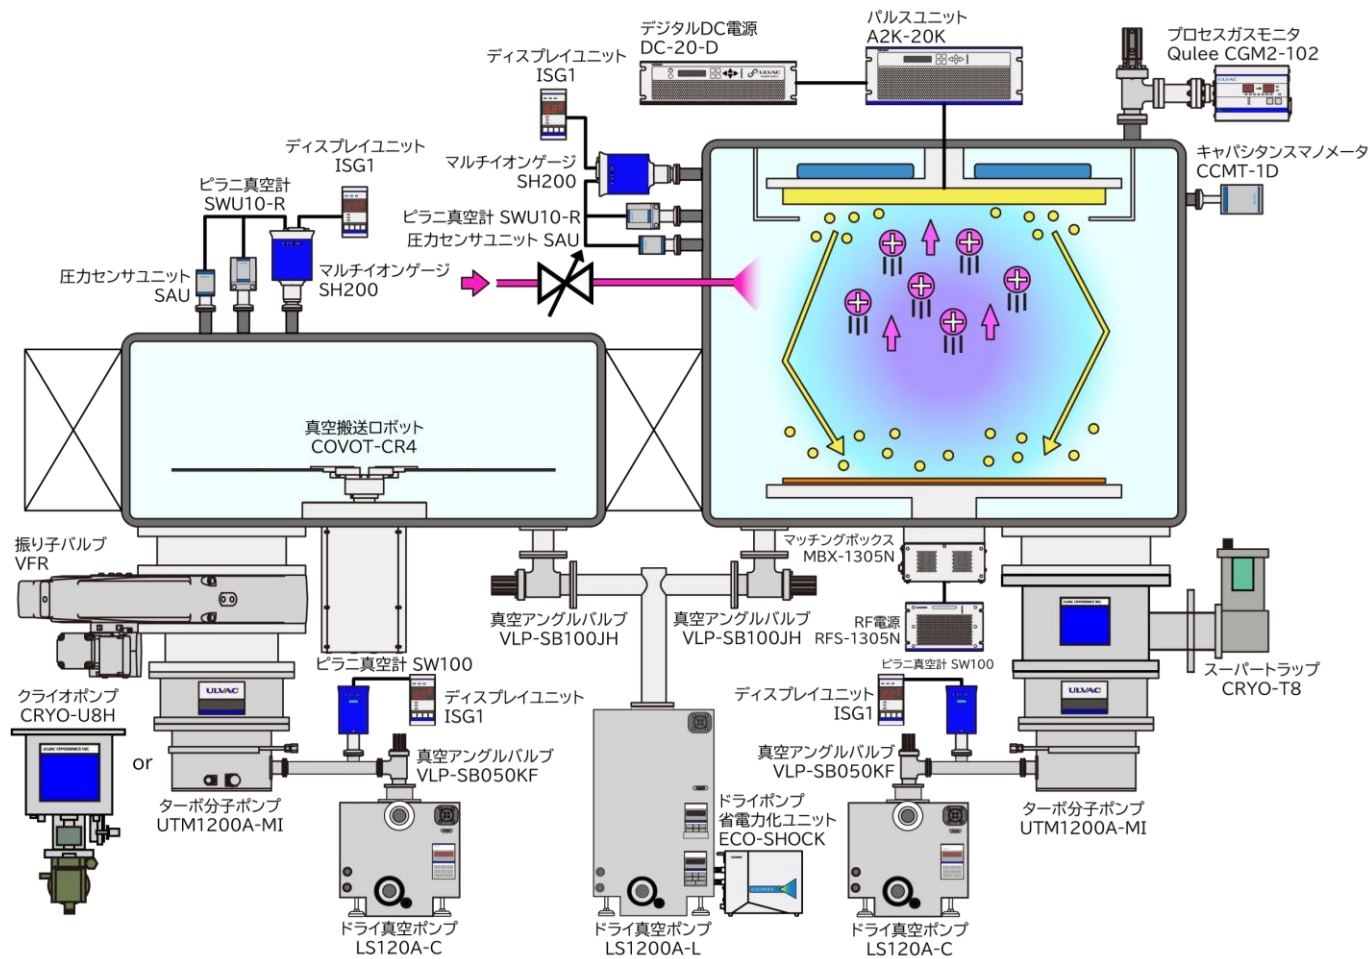 デジタルDC電源
DC-20-D
パルスユニット
A2K-20K
プロセスガスモニタ
Qulee CGM2-102
ディスプレイユニット
ISG1
ULVAC
ULVAC
ディスプレイユニット
ISG1
マルチイオンゲージ
SH200
キャパシタンスマノメータ
CCMT-1D
ピラニ真空計
SWU10-R
ピラニ真空計 SWU10-R
圧力センサユニット SAU
圧力センサユニット
SAU
マルチイオンゲージ
SH200
真空搬送ロボット
COVOT-CR4
振り子バルブ
VFR
マッチングボックス
MBX-1305N
真空アングルバルブ
VLP-SB100JH
真空アングルバルブ
VLP-SB100JH
RF電源
RFS-1305N
ULVAC CRYOGENICS INC.
スーパートラップ
CRYO-T8
ピラニ真空計 SW100
ディスプレイユニット
ISG1
ピラニ真空計 SW100
ディスプレイユニット
ISG1
ULVAC
ULVAC
クライオポンプ
CRYO-U8H
ULVAC CRYOGENICS INC.
or
真空アングルバルブ
VLP-SB050KF
真空アングルバルブ
VLP-SB050KF
ターボ分子ポンプ
UTM1200A-MI
ターボ分子ポンプ
UTM1200A-MI
ドライポンプ
省電力化ユニット
ECO-SHOCK
ECO-SHOCK
ドライ真空ポンプ
LS120A-C
ドライ真空ポンプ
LS1200A-L
ドライ真空ポンプ
LS120A-C